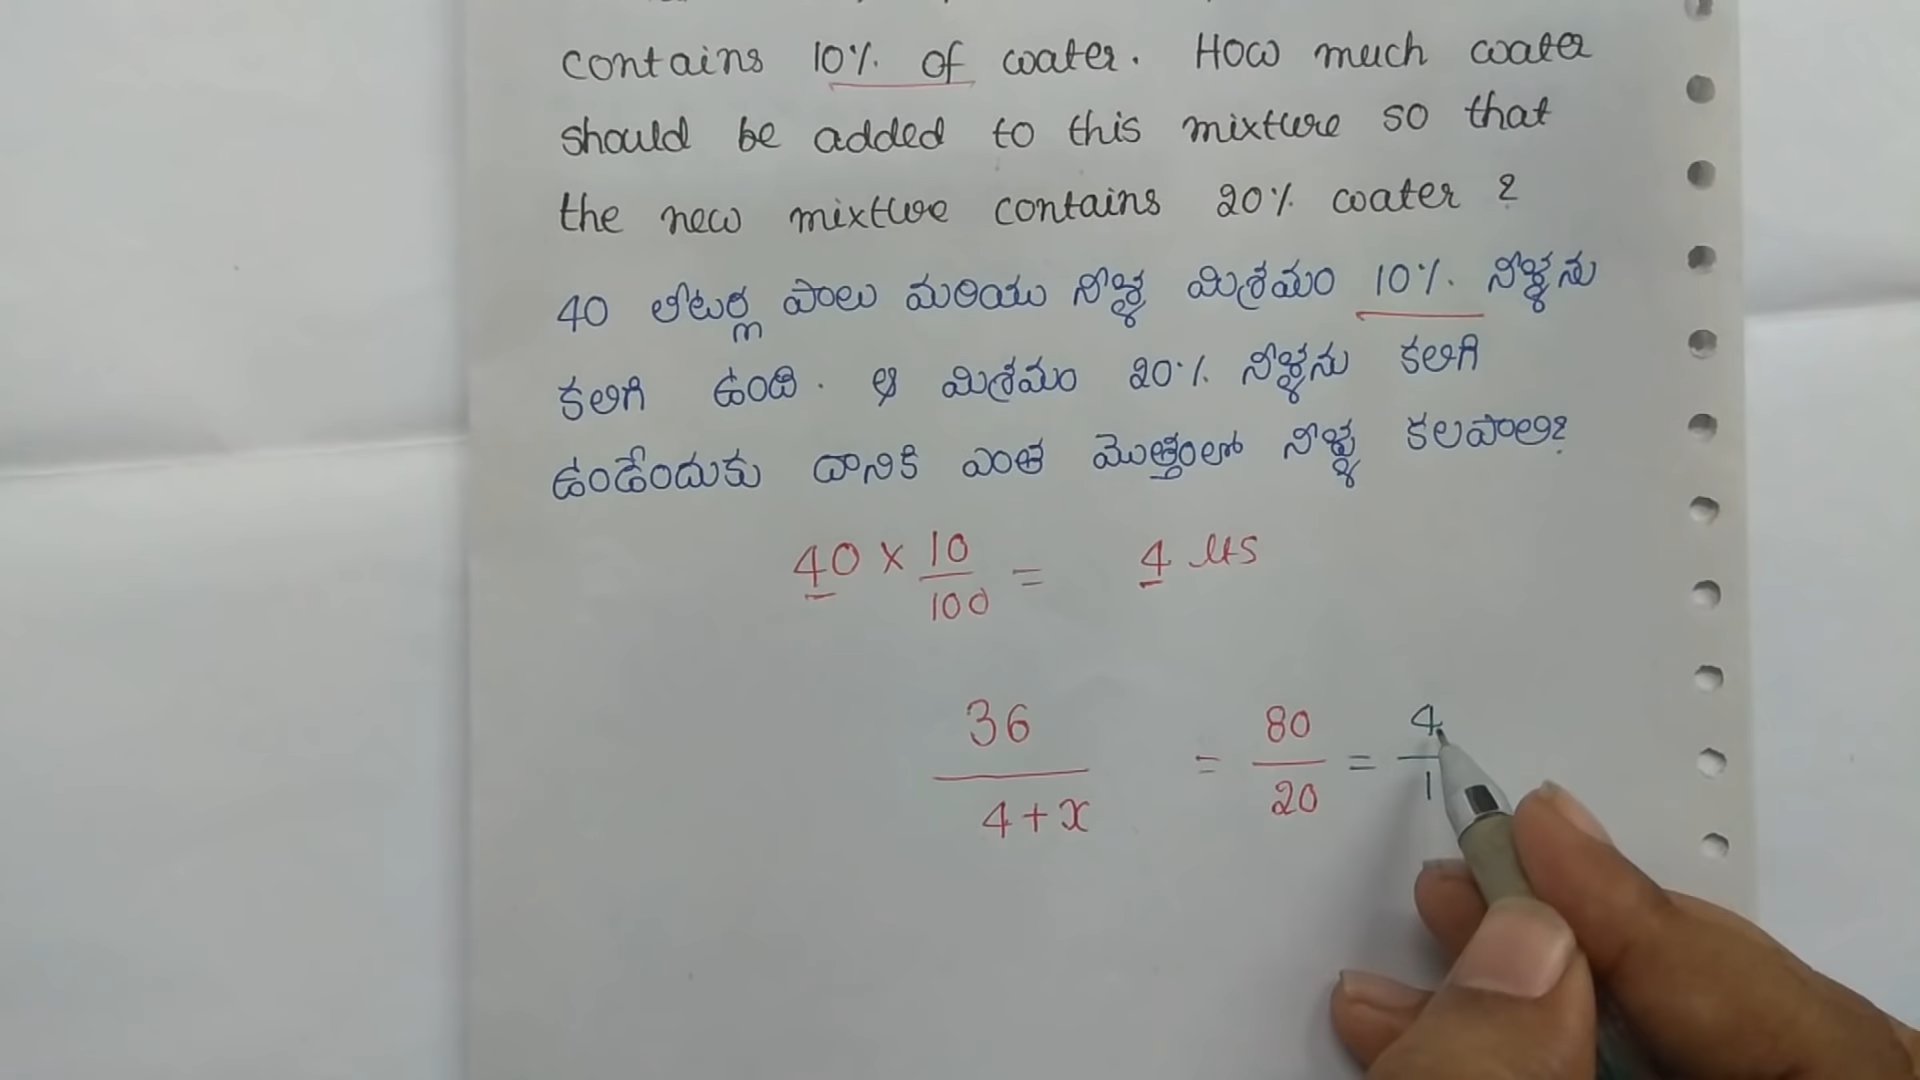 contains 10% of water. How much water
should be added to this mixture so that
the new mixture contains 20% water ?
40 లీటర్ల పాలు మరియు నీళ్ళ మిశ్రమం 10% నీళ్ళను
కలిగి ఉంది. ఆ మిశ్రమం 20% నీళ్ళను కలిగి
ఉండేందుకు దానికి ఎంత మొత్తంలో నీళ్ళు కలపాలి?
40 × 10/100 = 4 lts
36/4+x = 80/20 = 4/1